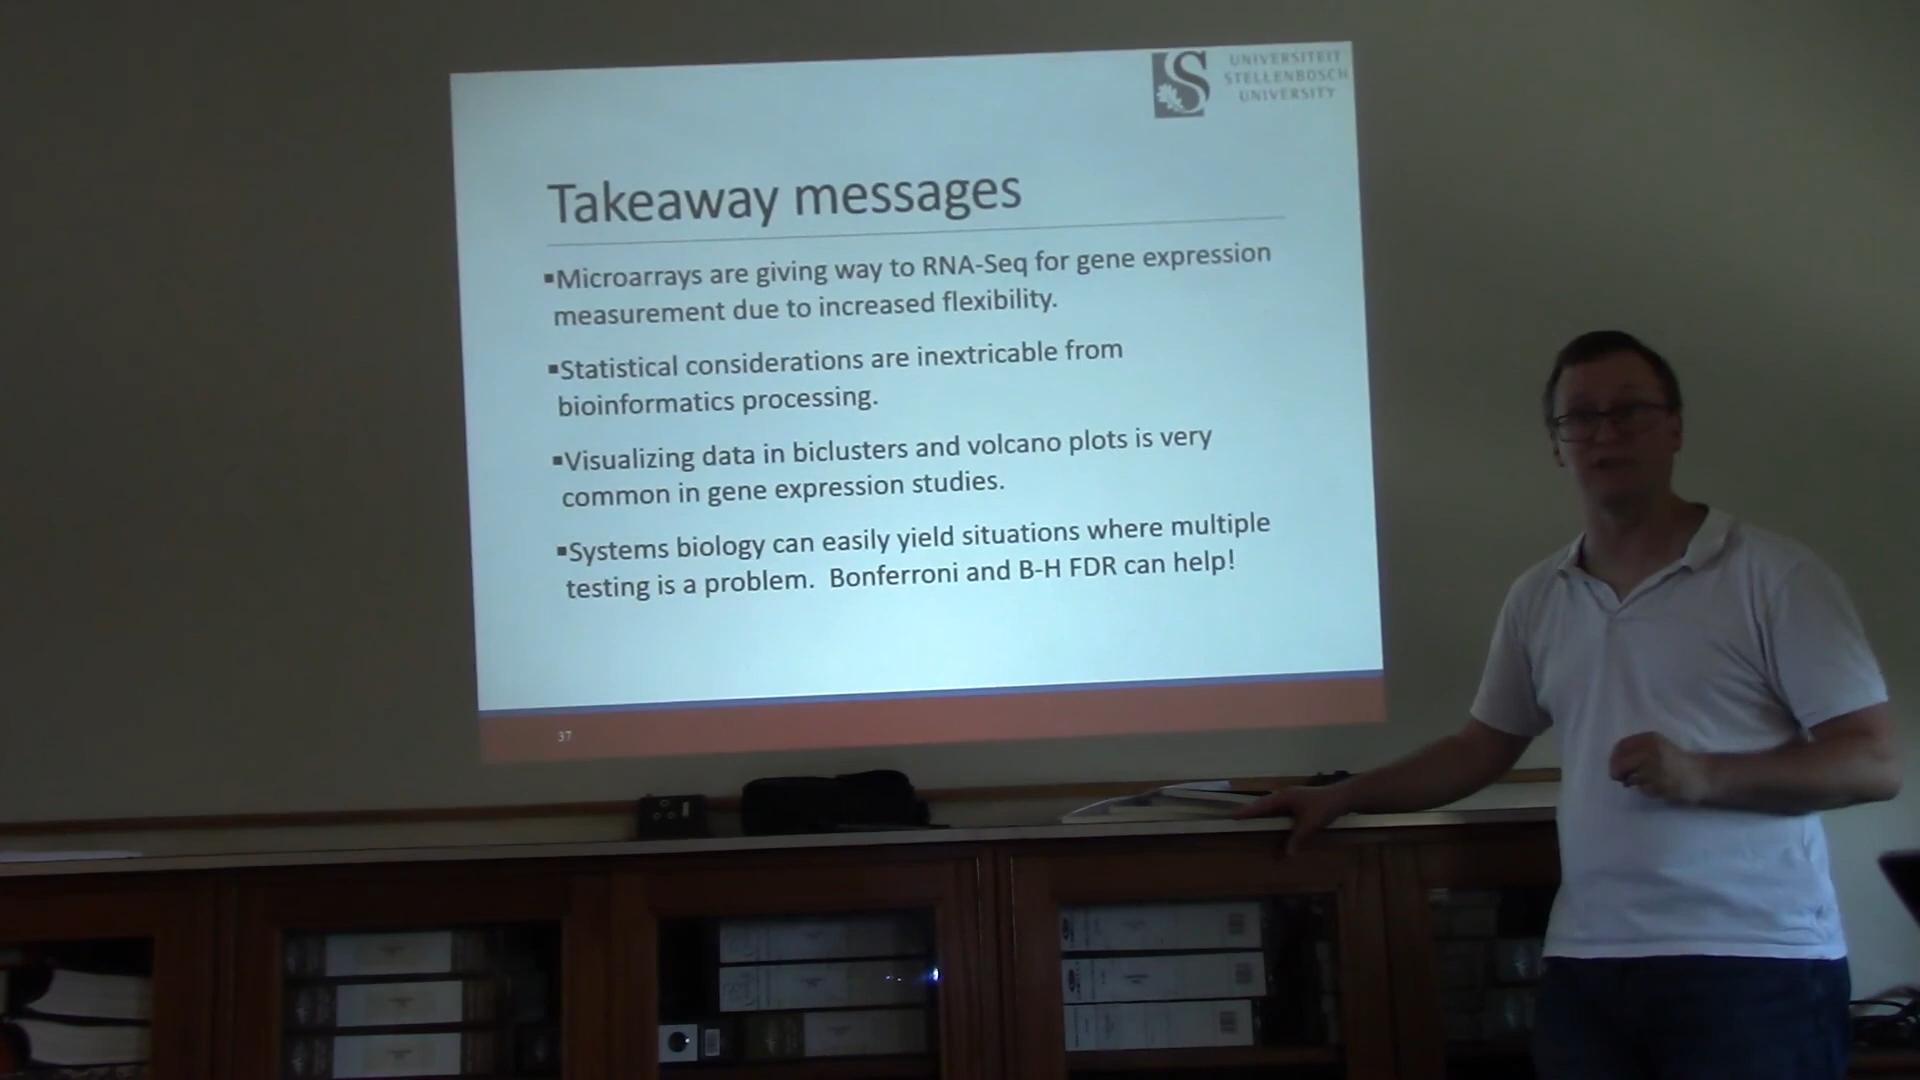 UNIVERSITEIT
STELLENBOSCH
UNIVERSITY
Takeaway messages
▪Microarrays are giving way to RNA-Seq for gene expression
measurement due to increased flexibility.
▪Statistical considerations are inextricable from
bioinformatics processing.
▪Visualizing data in biclusters and volcano plots is very
common in gene expression studies.
▪Systems biology can easily yield situations where multiple
testing is a problem. Bonferroni and B-H FDR can help!
37